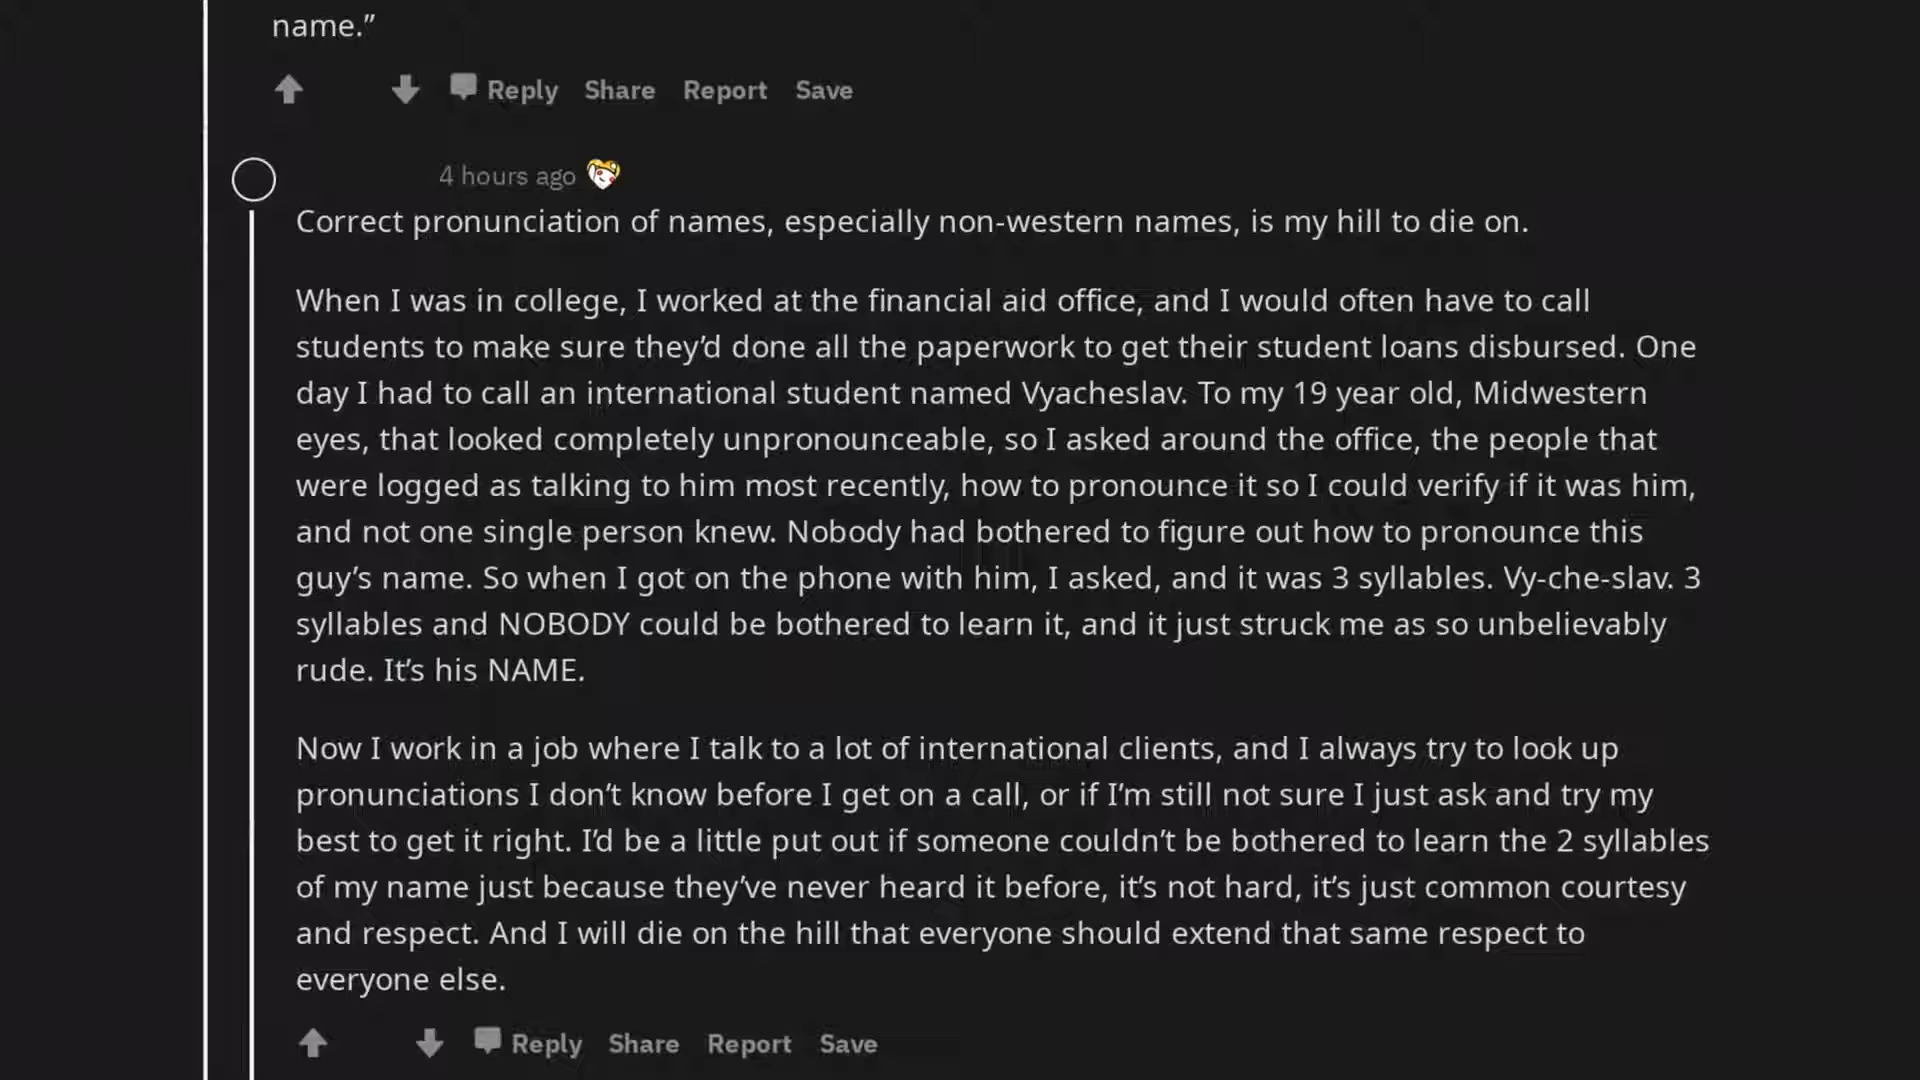 name.”
Reply Share Report Save
4 hours ago
Correct pronunciation of names, especially non-western names, is my hill to die on.
When I was in college, I worked at the financial aid office, and I would often have to call
students to make sure they’d done all the paperwork to get their student loans disbursed. One
day I had to call an international student named Vyacheslav. To my 19 year old, Midwestern
eyes, that looked completely unpronounceable, so I asked around the office, the people that
were logged as talking to him most recently, how to pronounce it so I could verify if it was him,
and not one single person knew. Nobody had bothered to figure out how to pronounce this
guy’s name. So when I got on the phone with him, I asked, and it was 3 syllables. Vy-che-slav. 3
syllables and NOBODY could be bothered to learn it, and it just struck me as so unbelievably
rude. It’s his NAME.
Now I work in a job where I talk to a lot of international clients, and I always try to look up
pronunciations I don’t know before I get on a call, or if I’m still not sure I just ask and try my
best to get it right. I’d be a little put out if someone couldn’t be bothered to learn the 2 syllables
of my name just because they’ve never heard it before, it’s not hard, it’s just common courtesy
and respect. And I will die on the hill that everyone should extend that same respect to
everyone else.
Reply Share Report Save